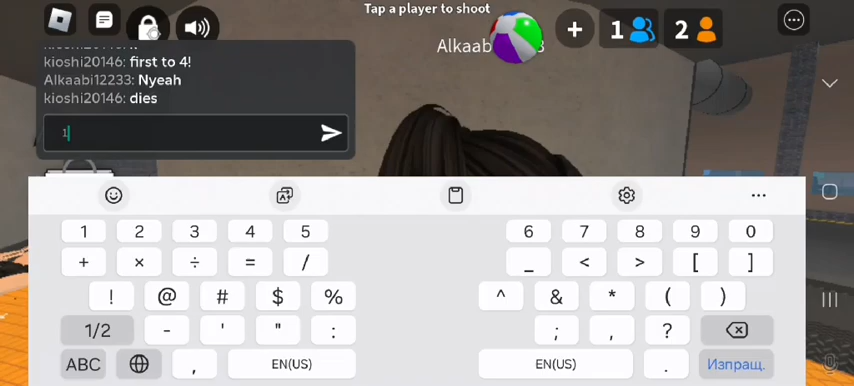 Tap a player to shoot
1 2
kioshi20146: first to 4!
Alkaabi12233: Nyeah
kioshi20146: dies
1
1 2 3 4 5 6 7 8 9 0
+ × ÷ = / _ < > [ ]
! @ # $ % ^ & * ( )
1/2 - ' " : ; , ?
ABC , EN(US) EN(US) . Изпращ.